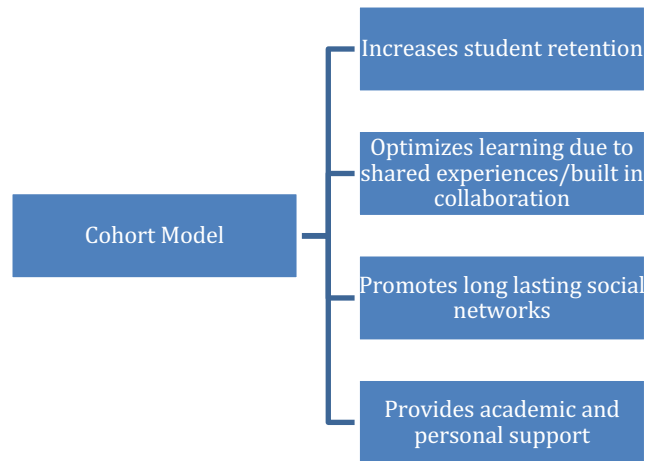 Increases student retention
Optimizes learning due to
shared experiences/built in
collaboration
Cohort Model
Promotes long lasting social
networks
Provides academic and
personal support